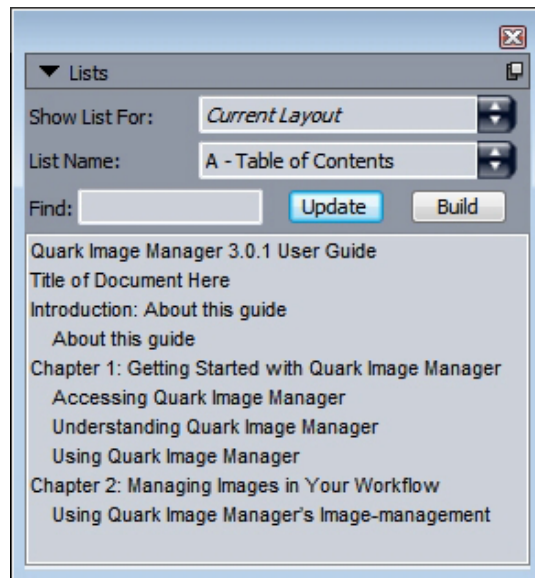 Lists
Show List For: Current Layout
List Name: A - Table of Contents
Find: Update Build
Quark Image Manager 3.0.1 User Guide
Title of Document Here
Introduction: About this guide
About this guide
Chapter 1: Getting Started with Quark Image Manager
Accessing Quark Image Manager
Understanding Quark Image Manager
Using Quark Image Manager
Chapter 2: Managing Images in Your Workflow
Using Quark Image Manager's Image-management